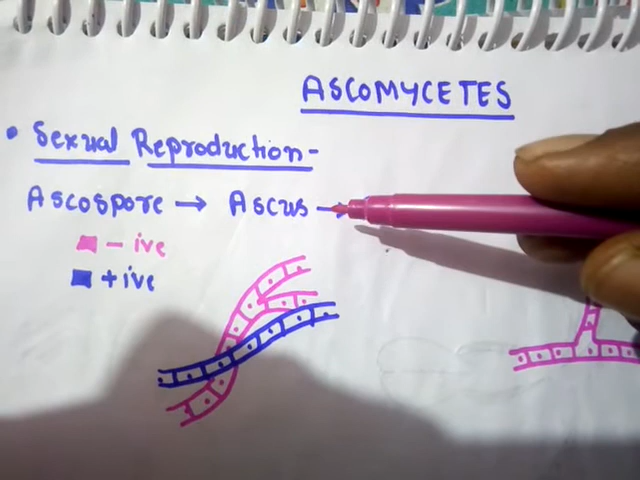 ASCOMYCETES
• Sexual Reproduction -
Ascospore → Ascus →
- ive
+ive